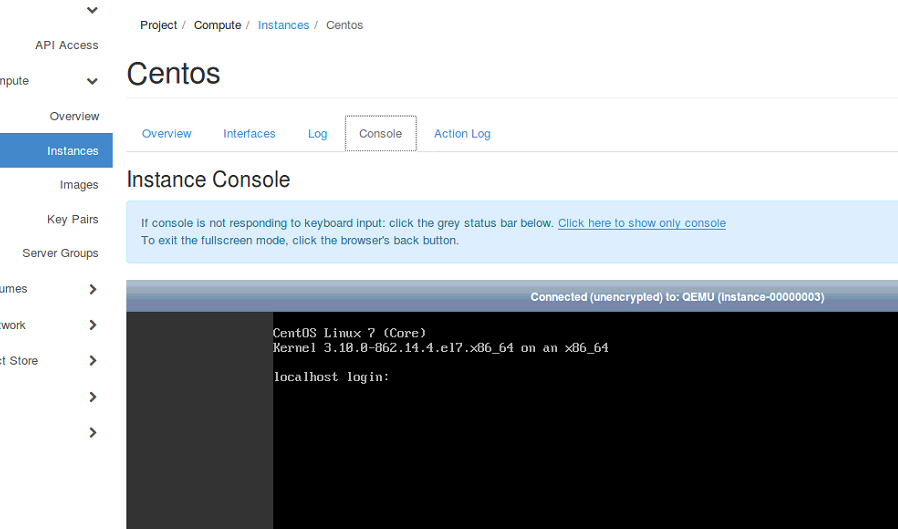 Project / Compute / Instances / Centos
API Access
mpute
Overview
Instances
Images
Key Pairs
Server Groups
umes
twork
ct Store
Centos
Overview Interfaces Log Console Action Log
Instance Console
If console is not responding to keyboard input: click the grey status bar below. Click here to show only console
To exit the fullscreen mode, click the browser's back button.
Connected (unencrypted) to: QEMU (instance-00000003)
CentOS Linux 7 (Core)
Kernel 3.10.0-862.14.4.el7.x86_64 on an x86_64
localhost login: